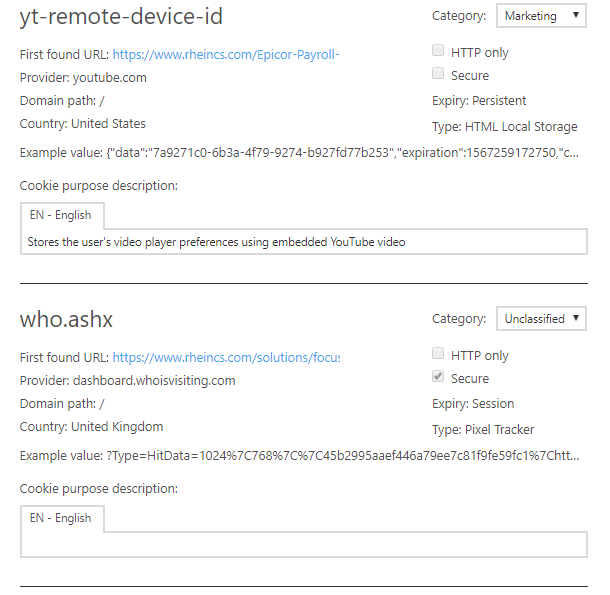 yt-remote-device-id
Category: Marketing
First found URL: https://www.rheincs.com/Epicor-Payroll-
HTTP only
Provider: youtube.com
Secure
Domain path: /
Expiry: Persistent
Country: United States
Type: HTML Local Storage
Example value: {"data":"7a9271c0-6b3a-4f79-9274-b927fd77b253","expiration":1567259172750,"c...
Cookie purpose description:
EN - English
Stores the user's video player preferences using embedded YouTube video
who.ashx
Category: Unclassified
First found URL: https://www.rheincs.com/solutions/focus
HTTP only
Provider: dashboard.whoisvisiting.com
Secure
Domain path: /
Expiry: Session
Country: United Kingdom
Type: Pixel Tracker
Example value: ?Type=HitData=1024%7C768%7C%7C45b2995aaef446a79ee7c81f9fe59fc1%7Chtt...
Cookie purpose description:
EN - English